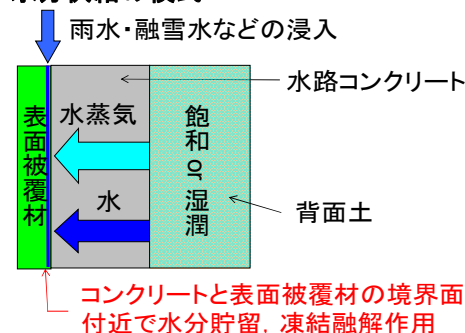 雨水・融雪水などの浸入
水路コンクリート
表面被覆材
水蒸気
飽和or湿潤
水
背面土
コンクリートと表面被覆材の境界面
付近で水分貯留，凍結融解作用